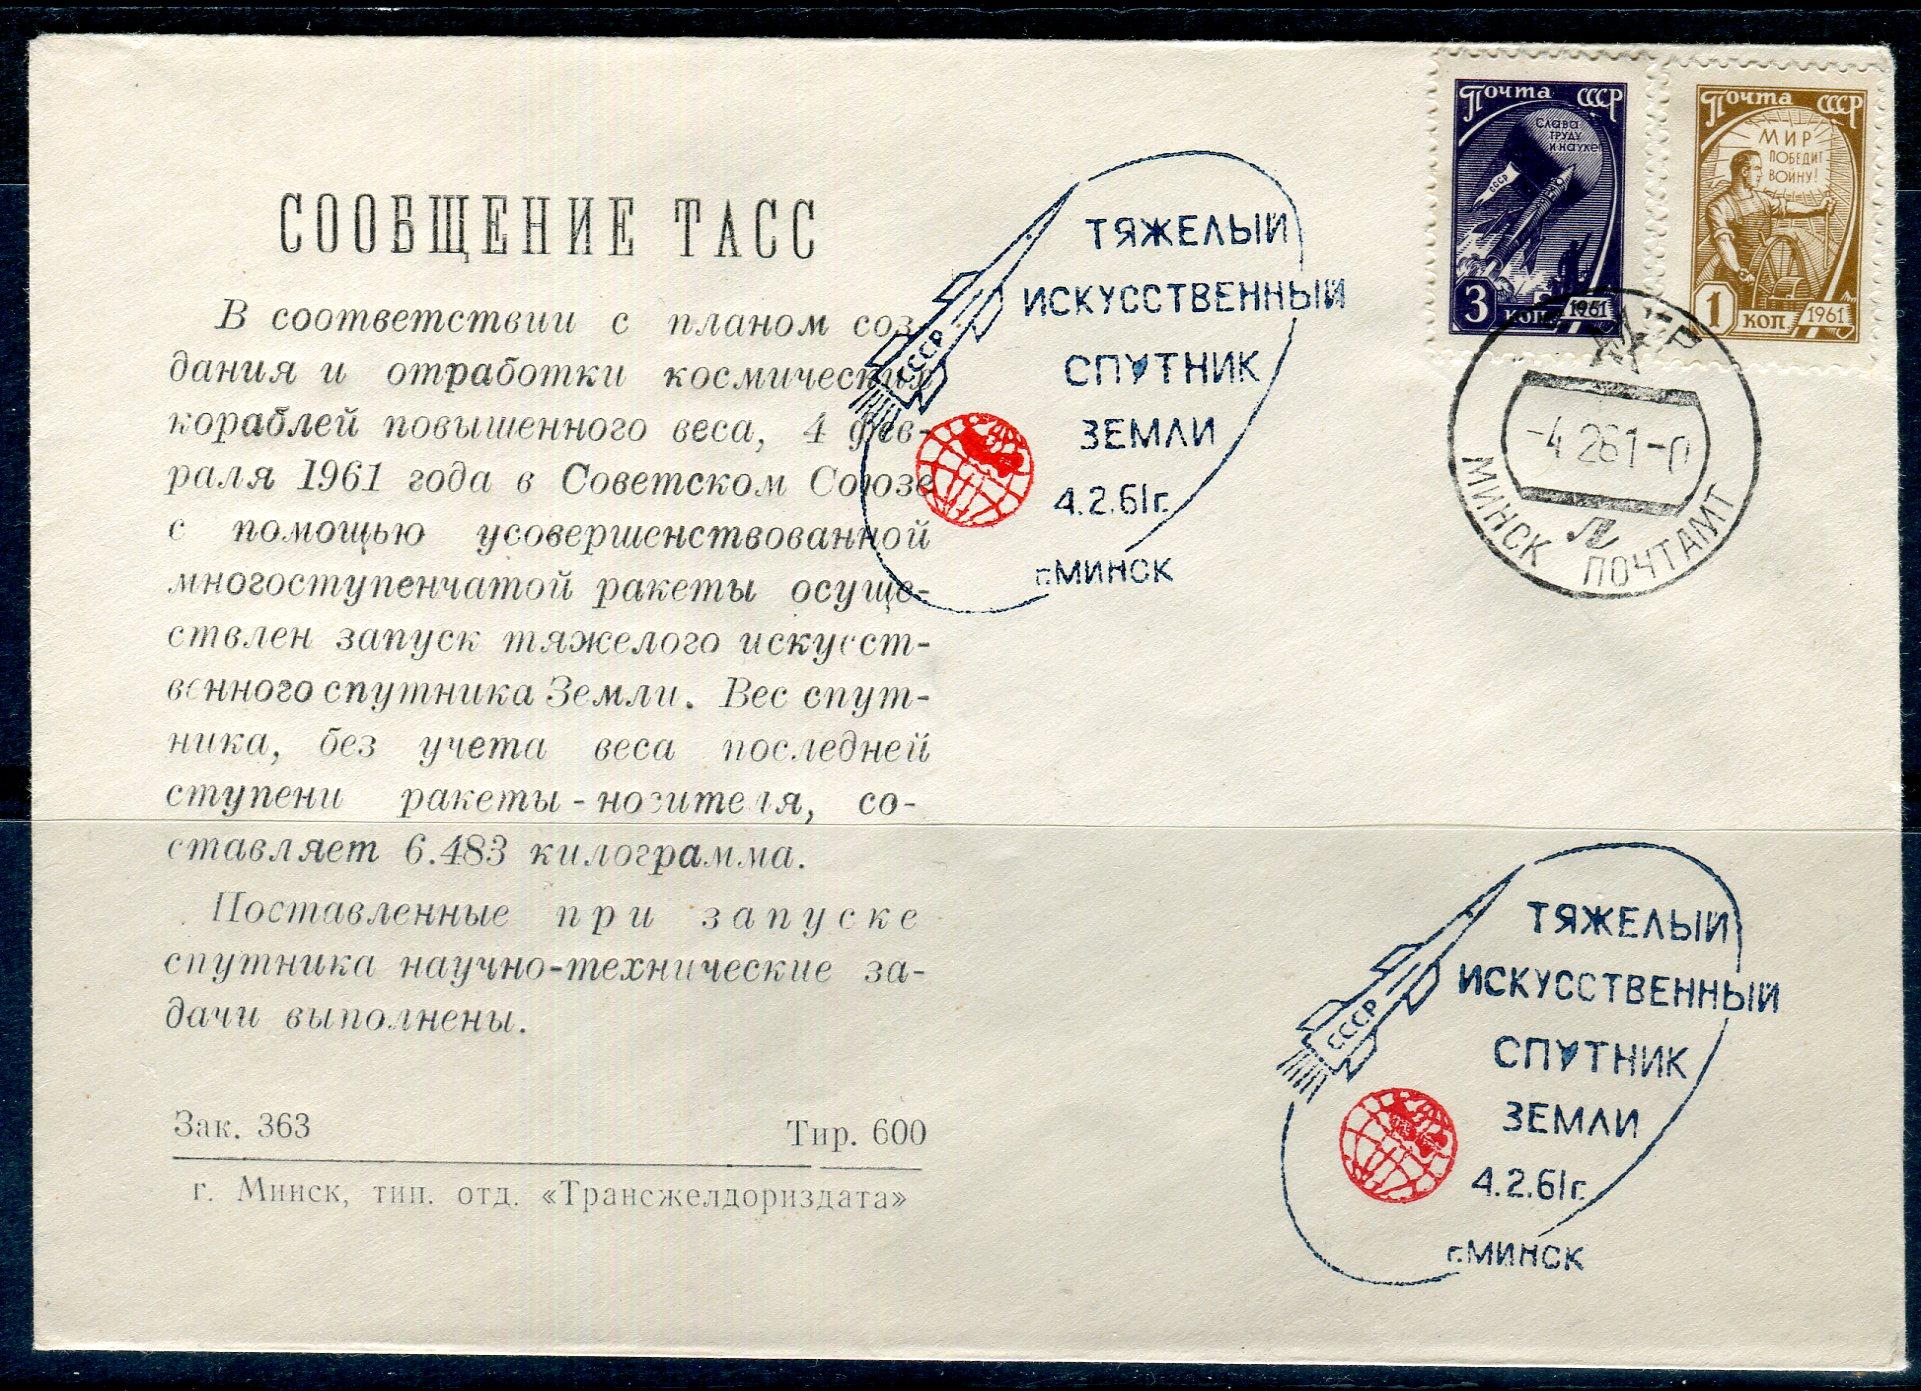 СООБЩЕНИЕ ТАСС
В соответствии с планом соз-
дания и отработки космических
кораблей повышенного веса, 4 фев-
раля 1961 года в Советском Союзе
с помощью усовершенствованной
многоступенчатой ракеты осуще-
ствлен запуск тяжелого искусст-
венного спутника Земли. Вес спут-
ника, без учета веса последней
ступени ракеты-носителя, со-
ставляет 6.483 килограмма.
Поставленные при запуске
спутника научно-технические за-
дачи выполнены.
Зак. 363 Тир. 600
г. Минск, тип. отд. «Трансжелдориздата»
СССР
ТЯЖЕЛЫЙ
ИСКУССТВЕННЫЙ
СПУТНИК
ЗЕМЛИ
4.2.61г.
г.МИНСК
Почта СССР
Слава
труду
и науке!
СССР
3 коп. 1961
Почта СССР
МИР
ПОБЕДИТ
ВОЙНУ!
1 коп. 1961
-4 2 61-0
Л
МИНСК ПОЧТАМТ
СССР
ТЯЖЕЛЫЙ
ИСКУССТВЕННЫЙ
СПУТНИК
ЗЕМЛИ
4.2.61г.
г.МИНСК